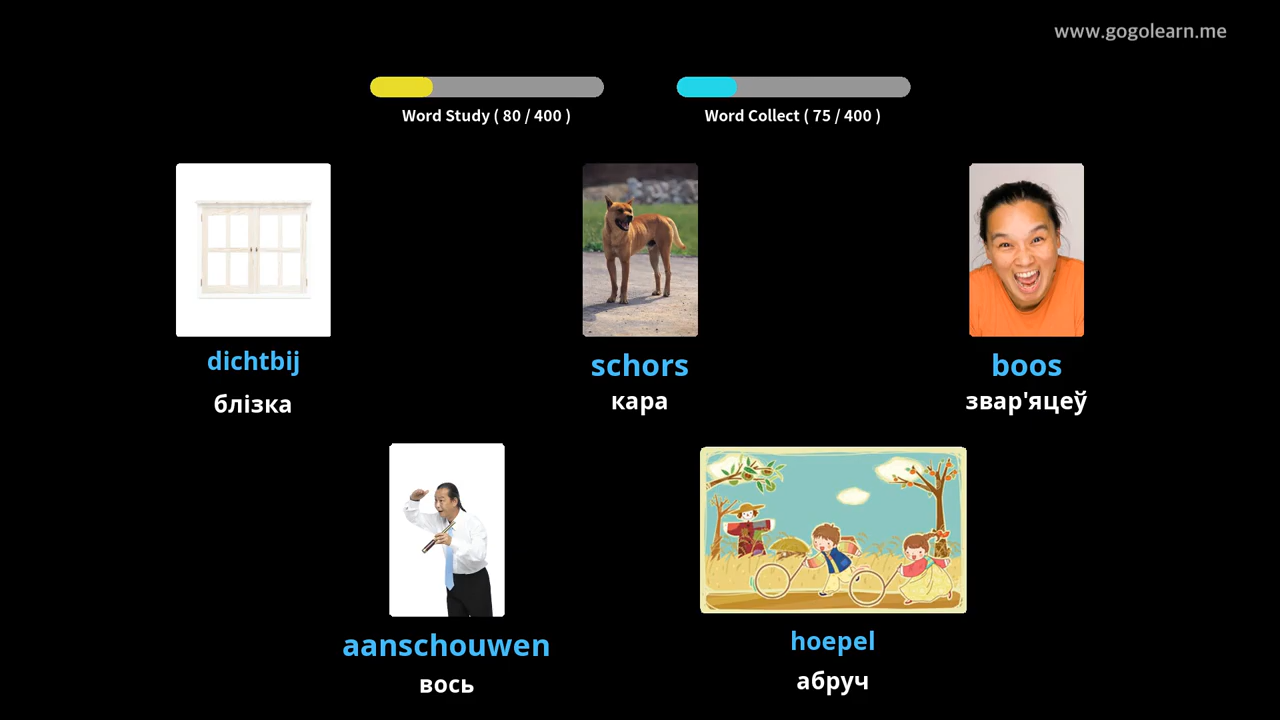 www.gogolearn.me
Word Study ( 80 / 400 )
Word Collect ( 75 / 400 )
dichtbij
блізка
schors
кара
boos
звар'яцеў
aanschouwen
вось
hoepel
абруч